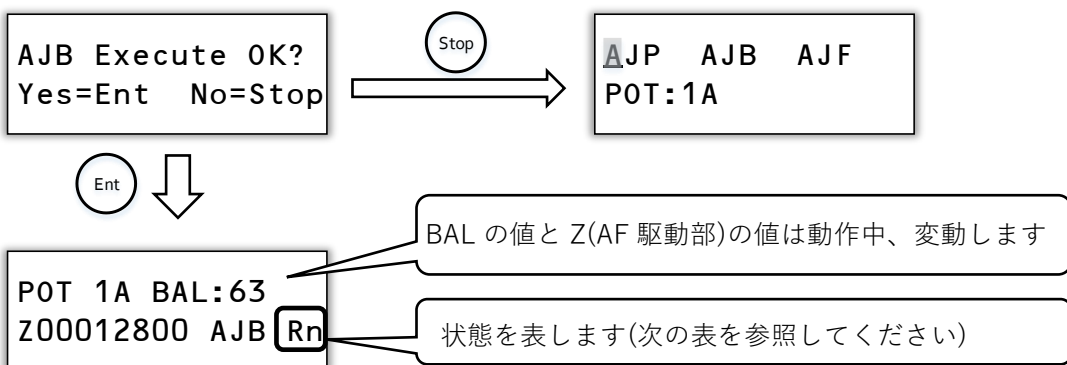 AJB Execute OK?
Yes=Ent No=Stop
Stop
AJP AJB AJF
POT:1A
Ent
BAL の値と Z(AF 駆動部)の値は動作中、変動します
POT 1A BAL:63
Z00012800 AJB Rn
状態を表します(次の表を参照してください)